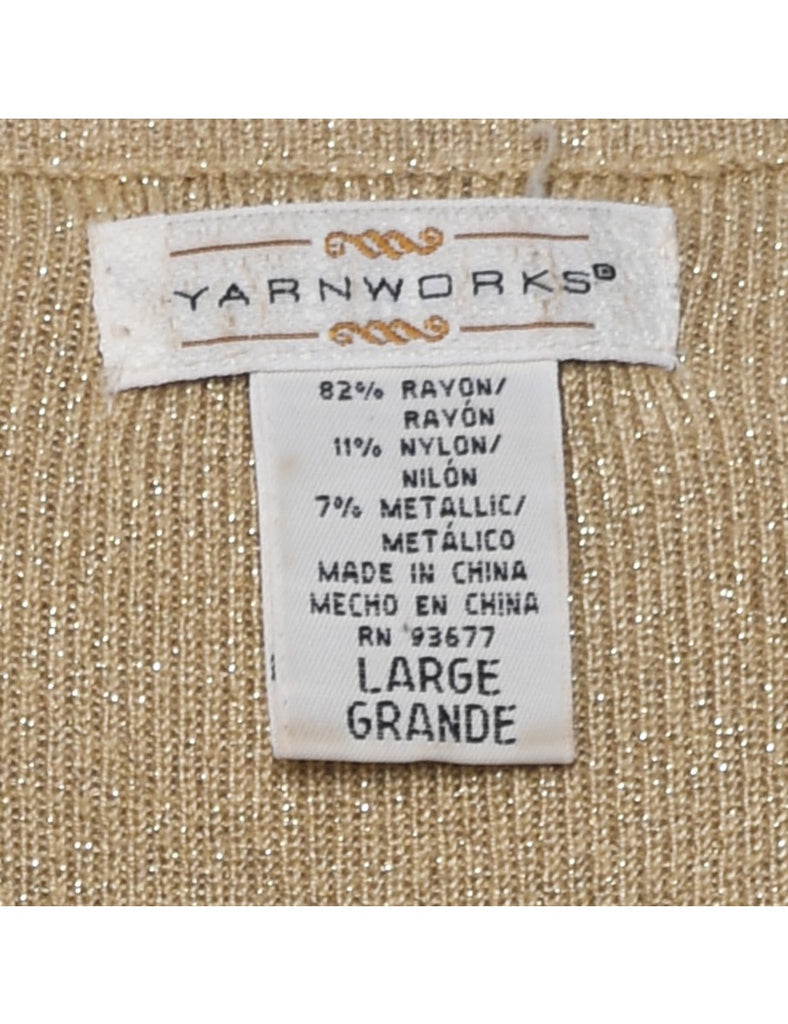 YARNWORKS®
82% RAYON/
RAYÓN
11% NYLON/
NILÓN
7% METALLIC/
METÁLICO
MADE IN CHINA
MECHO EN CHINA
RN 93677
LARGE
GRANDE